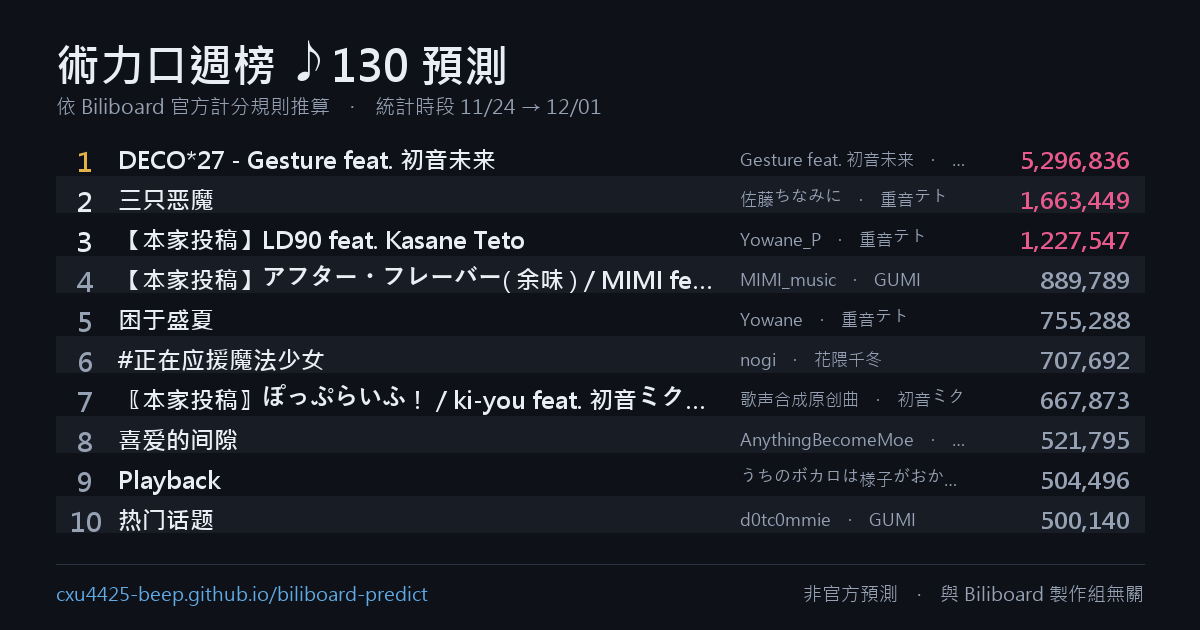 術力口週榜 ♪130 預測
依 Biliboard 官方計分規則推算 · 統計時段 11/24 → 12/01
1 DECO*27 - Gesture feat. 初音未来 Gesture feat. 初音未来 · ... 5,296,836
2 三只恶魔 佐藤ちなみに · 重音テト 1,663,449
3 【本家投稿】LD90 feat. Kasane Teto Yowane_P · 重音テト 1,227,547
4 【本家投稿】アフター・フレーバー(余味) / MIMI fe... MIMI_music · GUMI 889,789
5 困于盛夏 Yowane · 重音テト 755,288
6 #正在应援魔法少女 nogi · 花隈千冬 707,692
7 〖本家投稿〗ぽっぷらいふ！ / ki-you feat. 初音ミク... 歌声合成原创曲 · 初音ミク 667,873
8 喜爱的间隙 AnythingBecomeMoe · ... 521,795
9 Playback うちのボカロは様子がおか... 504,496
10 热门话题 d0tc0mmie · GUMI 500,140
cxu4425-beep.github.io/biliboard-predict 非官方預測 · 與 Biliboard 製作組無關